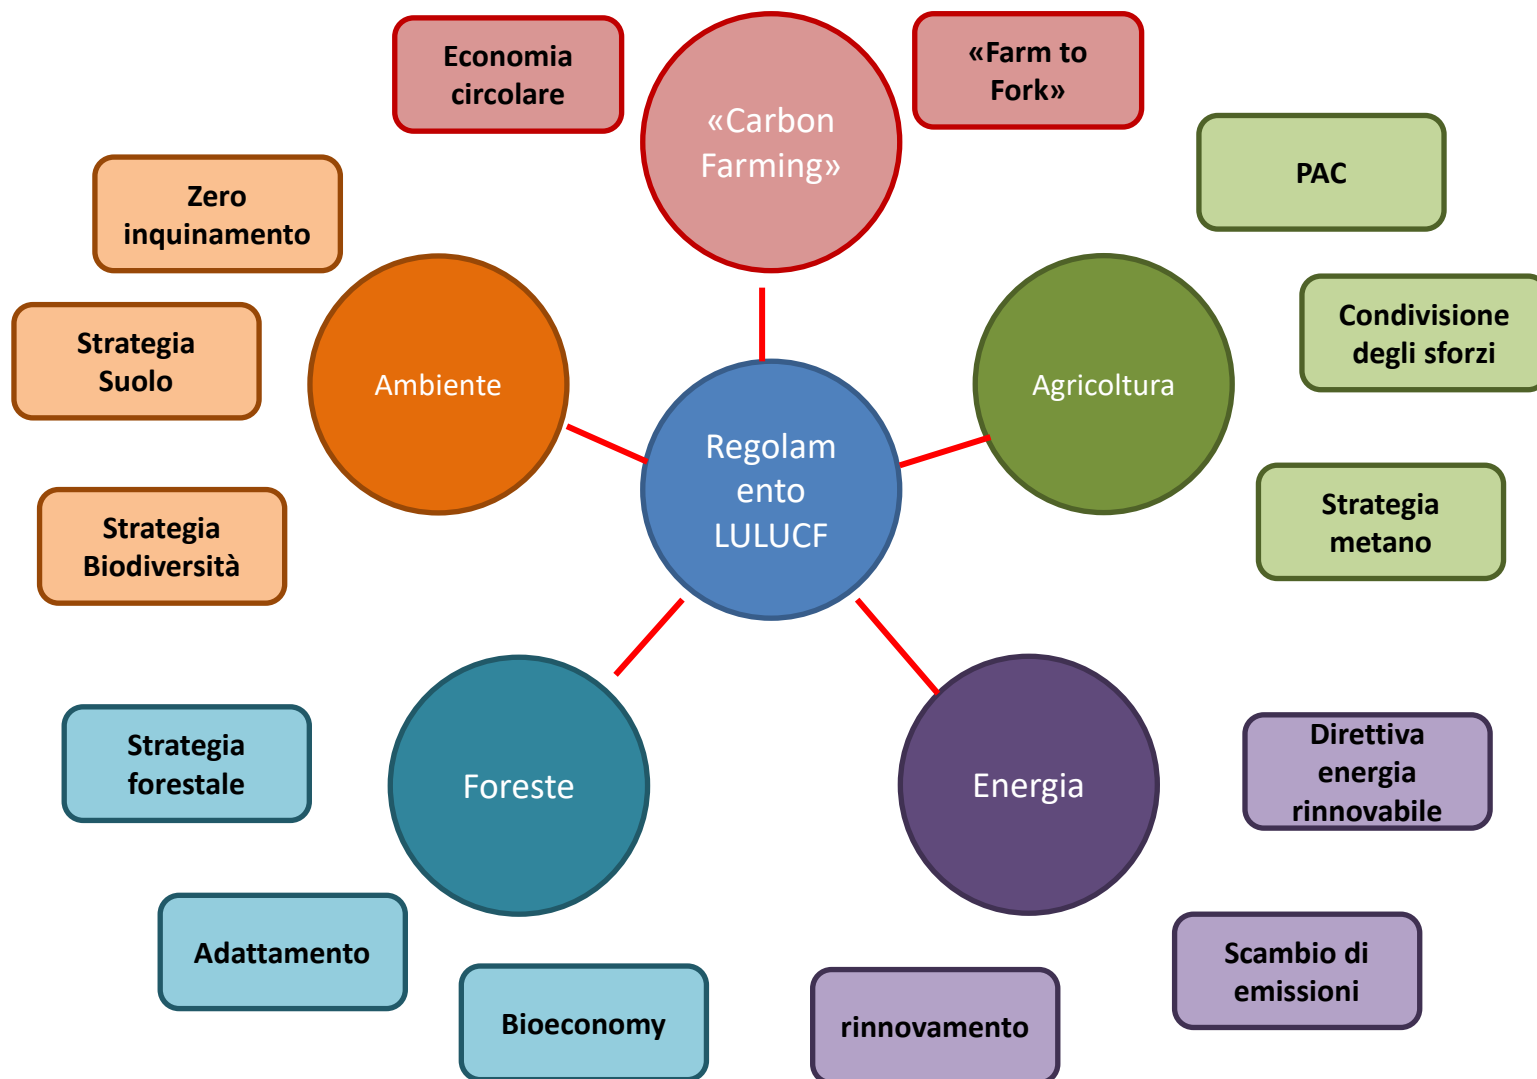 Economia
circolare
«Carbon
Farming»
«Farm to
Fork»
PAC
Zero
inquinamento
Condivisione
degli sforzi
Strategia
Suolo
Ambiente
Agricoltura
Regolam
ento
LULUCF
Strategia
metano
Strategia
Biodiversità
Strategia
forestale
Foreste
Energia
Direttiva
energia
rinnovabile
Adattamento
Scambio di
emissioni
Bioeconomy
rinnovamento